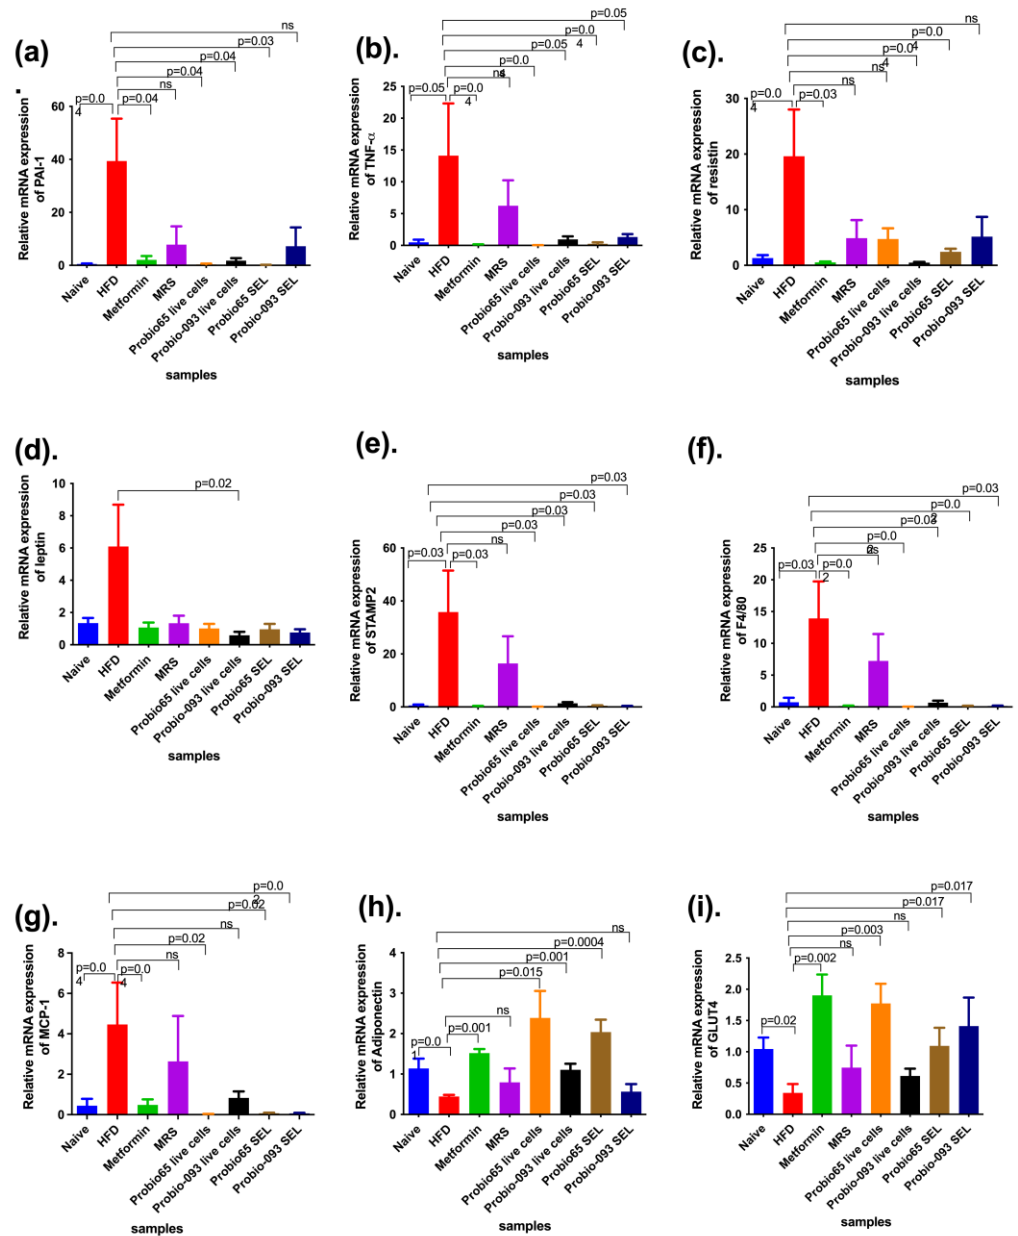 (a)
.
ns
p=0.03
p=0.04
p=0.04
ns
p=0.0
4
p=0.04
Relative mRNA expression
of PAI-1
60
40
20
0
Naive
HFD
Metformin
MRS
Probio65 live cells
Probio-093 live cells
Probio65 SEL
Probio-093 SEL
samples
(b).
p=0.05
p=0.0
4
p=0.05
p=0.0
4
ns
p=0.05
p=0.0
4
Relative mRNA expression
of TNF-α
25
20
15
10
5
0
Naive
HFD
Metformin
MRS
Probio65 live cells
Probio-093 live cells
Probio65 SEL
Probio-093 SEL
samples
(c).
ns
p=0.0
4
p=0.0
4
ns
p=0.0
4
p=0.03
Relative mRNA expression
of resistin
30
20
10
0
Naive
HFD
Metformin
MRS
Probio65 live cells
Probio-093 live cells
Probio65 SEL
Probio-093 SEL
samples
(d).
p=0.02
Relative mRNA expression
of leptin
10
8
6
4
2
0
Naive
HFD
Metformin
MRS
Probio65 live cells
Probio-093 live cells
Probio65 SEL
Probio-093 SEL
samples
(e).
p=0.03
p=0.03
p=0.03
p=0.03
ns
p=0.03
p=0.03
Relative mRNA expression
of STAMP2
60
40
20
0
Naive
HFD
Metformin
MRS
Probio65 live cells
Probio-093 live cells
Probio65 SEL
Probio-093 SEL
samples
(f).
p=0.03
p=0.0
2
p=0.03
p=0.0
2
ns
p=0.03
p=0.0
2
Relative mRNA expression
of F4/80
25
20
15
10
5
0
Naive
HFD
Metformin
MRS
Probio65 live cells
Probio-093 live cells
Probio65 SEL
Probio-093 SEL
samples
(g).
p=0.0
2
p=0.02
ns
p=0.02
ns
p=0.0
4
p=0.0
4
Relative mRNA expression
of MCP-1
8
6
4
2
0
Naive
HFD
Metformin
MRS
Probio65 live cells
Probio-093 live cells
Probio65 SEL
Probio-093 SEL
samples
(h).
ns
p=0.0004
p=0.001
p=0.015
ns
p=0.001
p=0.0
1
Relative mRNA expression
of Adiponectin
4
3
2
1
0
Naive
HFD
Metformin
MRS
Probio65 live cells
Probio-093 live cells
Probio65 SEL
Probio-093 SEL
samples
(i).
p=0.017
p=0.017
ns
p=0.003
ns
p=0.002
p=0.02
Relative mRNA expression
of GLUT4
2.5
2.0
1.5
1.0
0.5
0.0
Naive
HFD
Metformin
MRS
Probio65 live cells
Probio-093 live cells
Probio65 SEL
Probio-093 SEL
samples